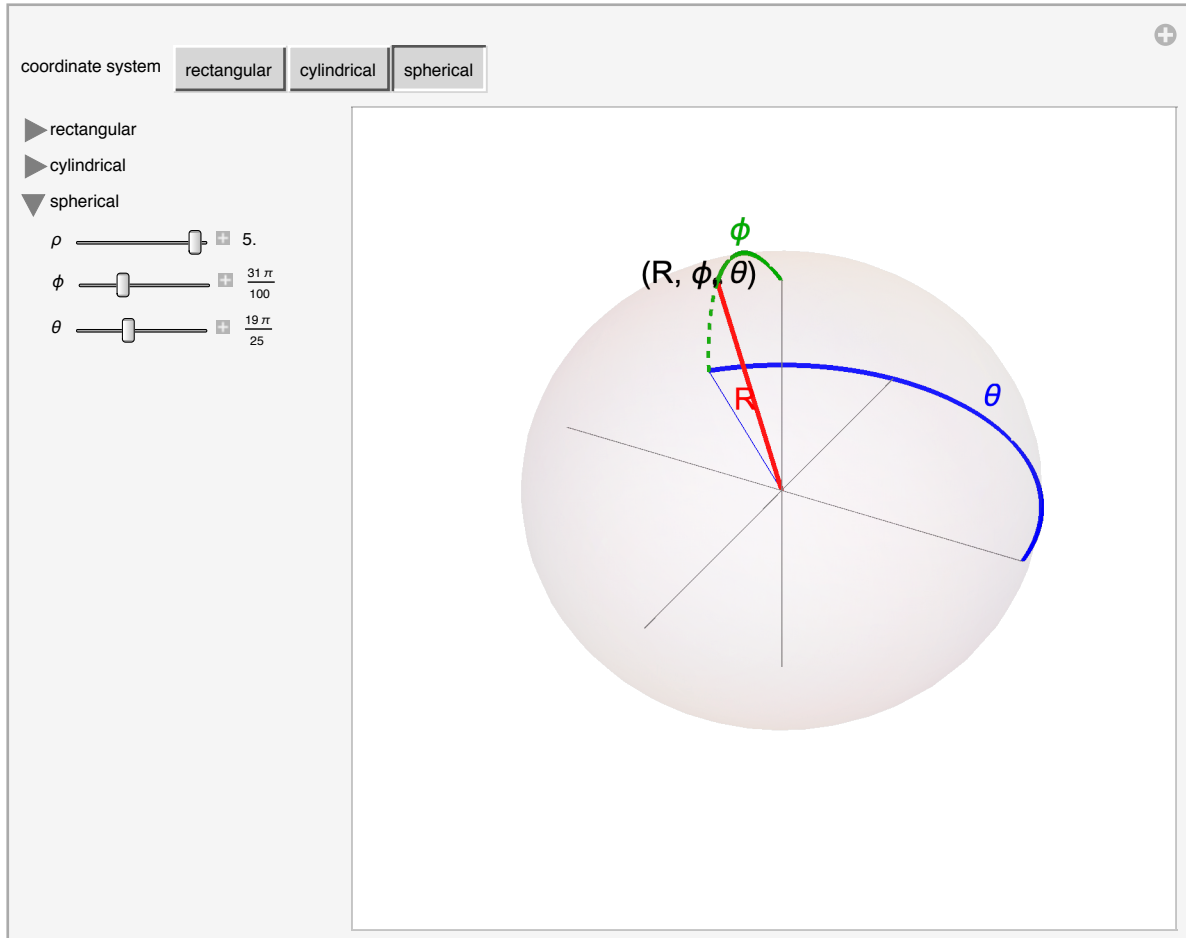 coordinate system rectangular cylindrical spherical
rectangular
cylindrical
spherical
ρ 5.
ϕ 31 π / 100
θ 19 π / 25
ϕ
(R, ϕ, θ)
R
θ